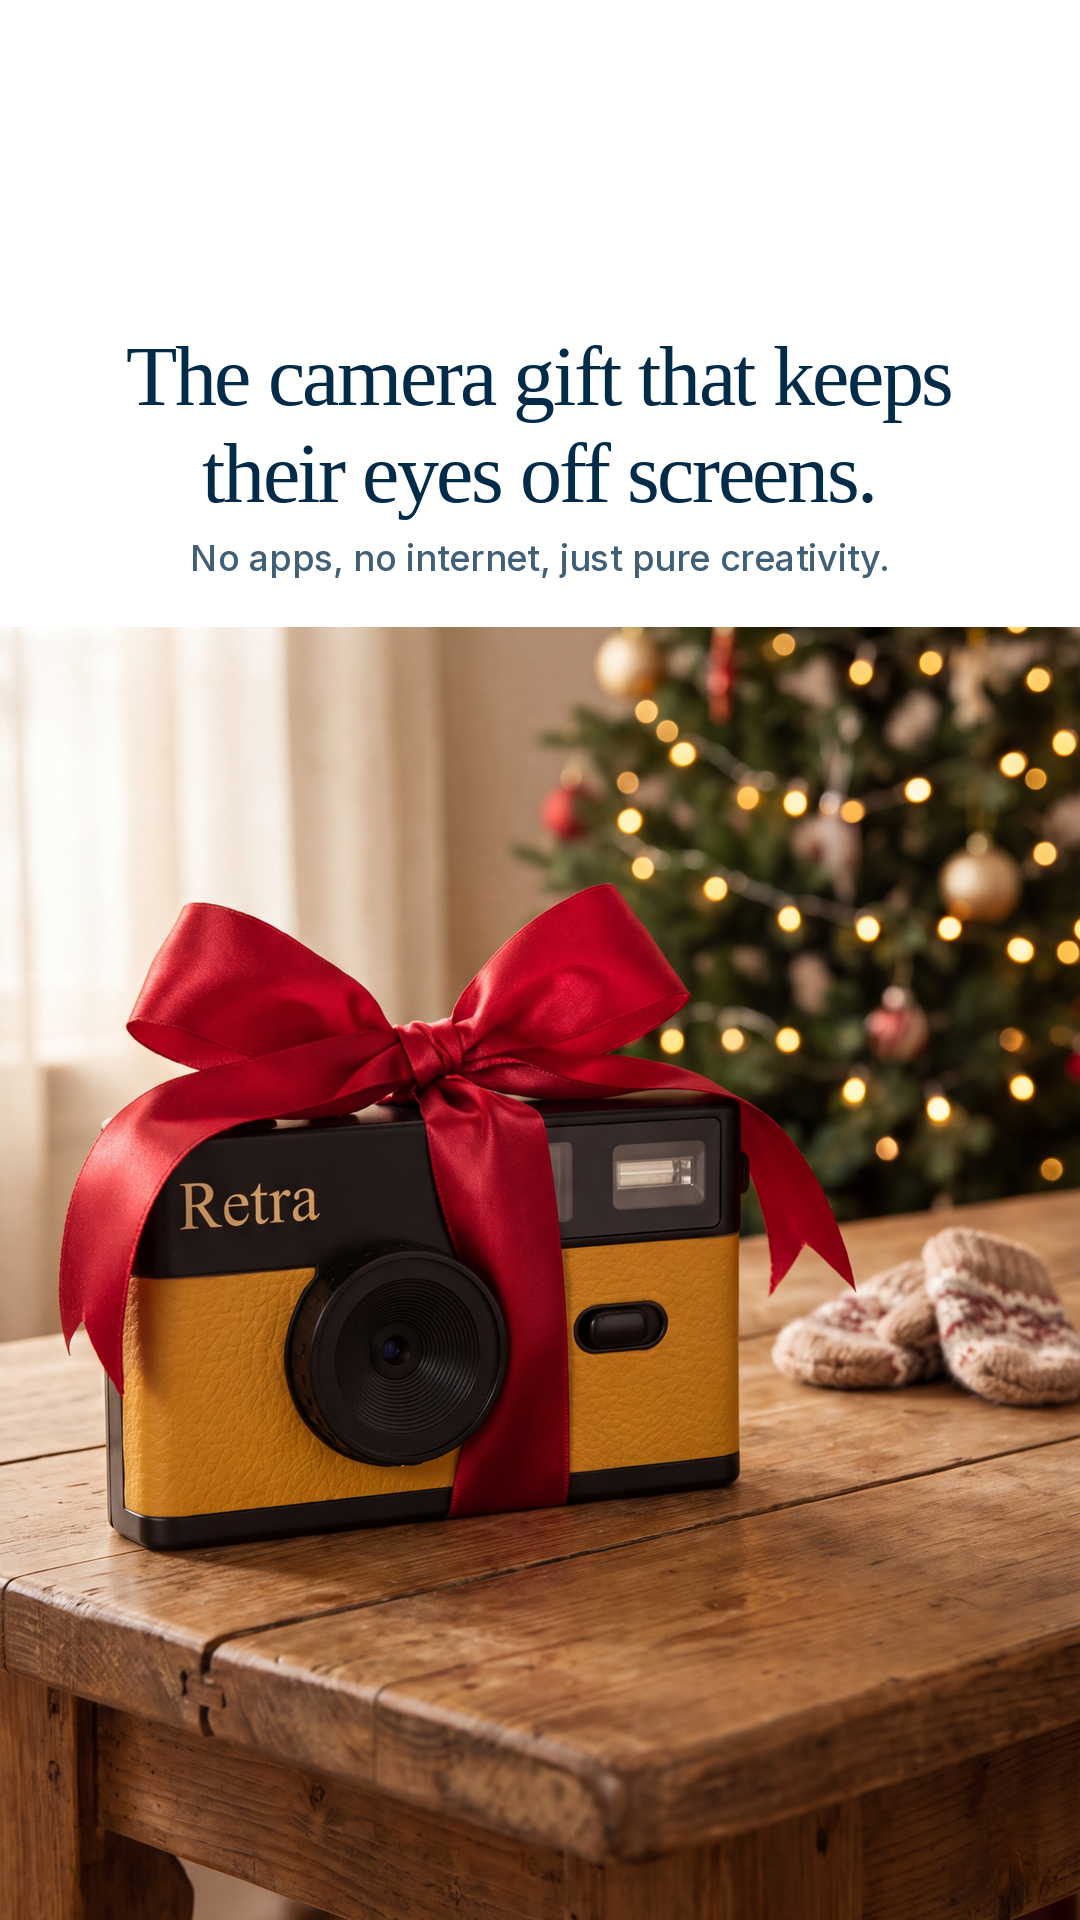 The camera gift that keeps
their eyes off screens.
No apps, no internet, just pure creativity.
Retra